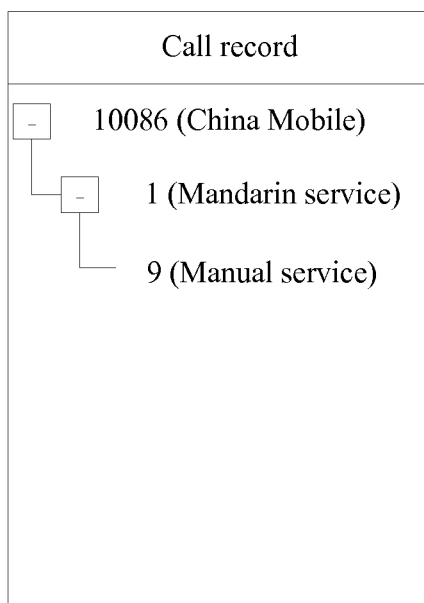 Call record
10086 (China Mobile)
1 (Mandarin service)
9 (Manual service)